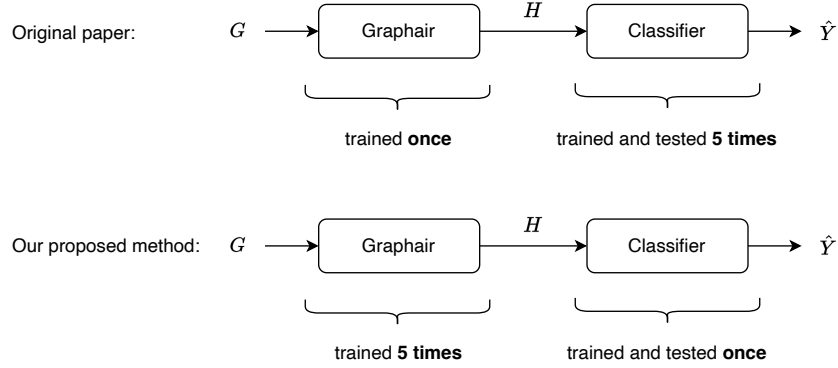 Original paper: G Graphair H Classifier Ŷ
trained once trained and tested 5 times
Our proposed method: G Graphair H Classifier Ŷ
trained 5 times trained and tested once